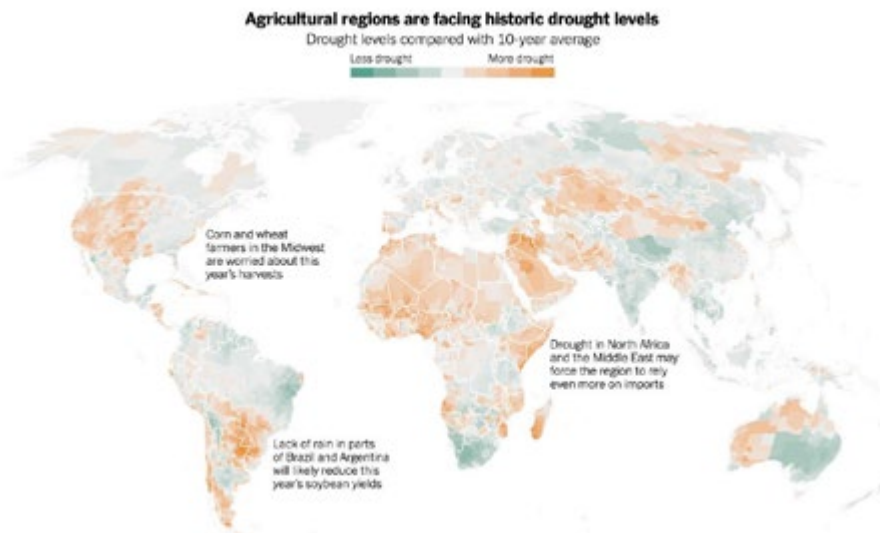 Agricultural regions are facing historic drought levels
Drought levels compared with 10-year average
Less drought More drought
Corn and wheat
farmers in the Midwest
are worried about this
year's harvests
Drought in North Africa
and the Middle East may
force the region to rely
even more on imports
Lack of rain in parts
of Brazil and Argentina
will likely reduce this
year's soybean yields